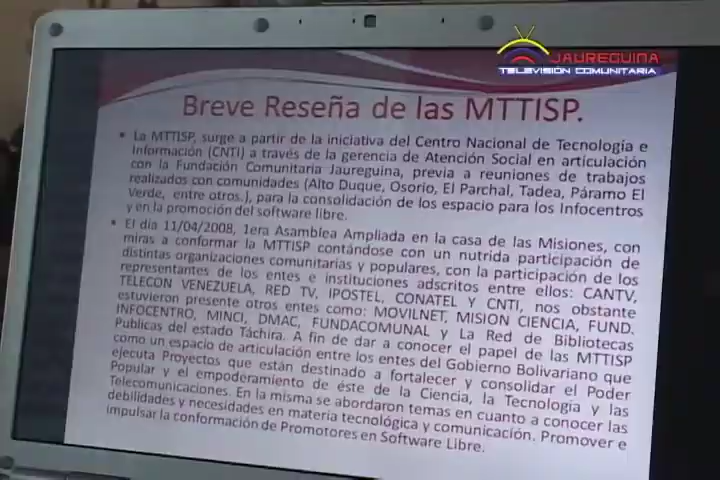 JAUREGUINA
TELEVISION COMUNITARIA
Breve Reseña de las MTTISP.
• La MTTISP, surge a partir de la iniciativa del Centro Nacional de Tecnología e
Información (CNTI) a través de la gerencia de Atención Social en articulación
con la Fundación Comunitaria Jaureguina, previa a reuniones de trabajos
realizados con comunidades (Alto Duque, Osorio, El Parchal, Tadea, Páramo El
Verde, entre otros.), para la consolidación de los espacio para los Infocentros
y en la promoción del software libre.
• El día 11/04/2008, 1era Asamblea Ampliada en la casa de las Misiones, con
miras a conformar la MTTISP contándose con un nutrida participación de
distintas organizaciones comunitarias y populares, con la participación de los
representantes de los entes e instituciones adscritos entre ellos: CANTV,
TELECON VENEZUELA, RED TV, IPOSTEL, CONATEL y CNTI, nos obstante
estuvieron presente otros entes como: MOVILNET, MISION CIENCIA, FUND.
INFOCENTRO, MINCI, DMAC, FUNDACOMUNAL y La Red de Bibliotecas
Publicas del estado Táchira. A fin de dar a conocer el papel de las MTTISP
como un espacio de articulación entre los entes del Gobierno Bolivariano que
ejecuta Proyectos que están destinado a fortalecer y consolidar el Poder
Popular y el empoderamiento de éste de la Ciencia, la Tecnología y las
Telecomunicaciones. En la misma se abordaron temas en cuanto a conocer las
debilidades y necesidades en materia tecnológica y comunicación. Promover e
impulsar la conformación de Promotores en Software Libre.